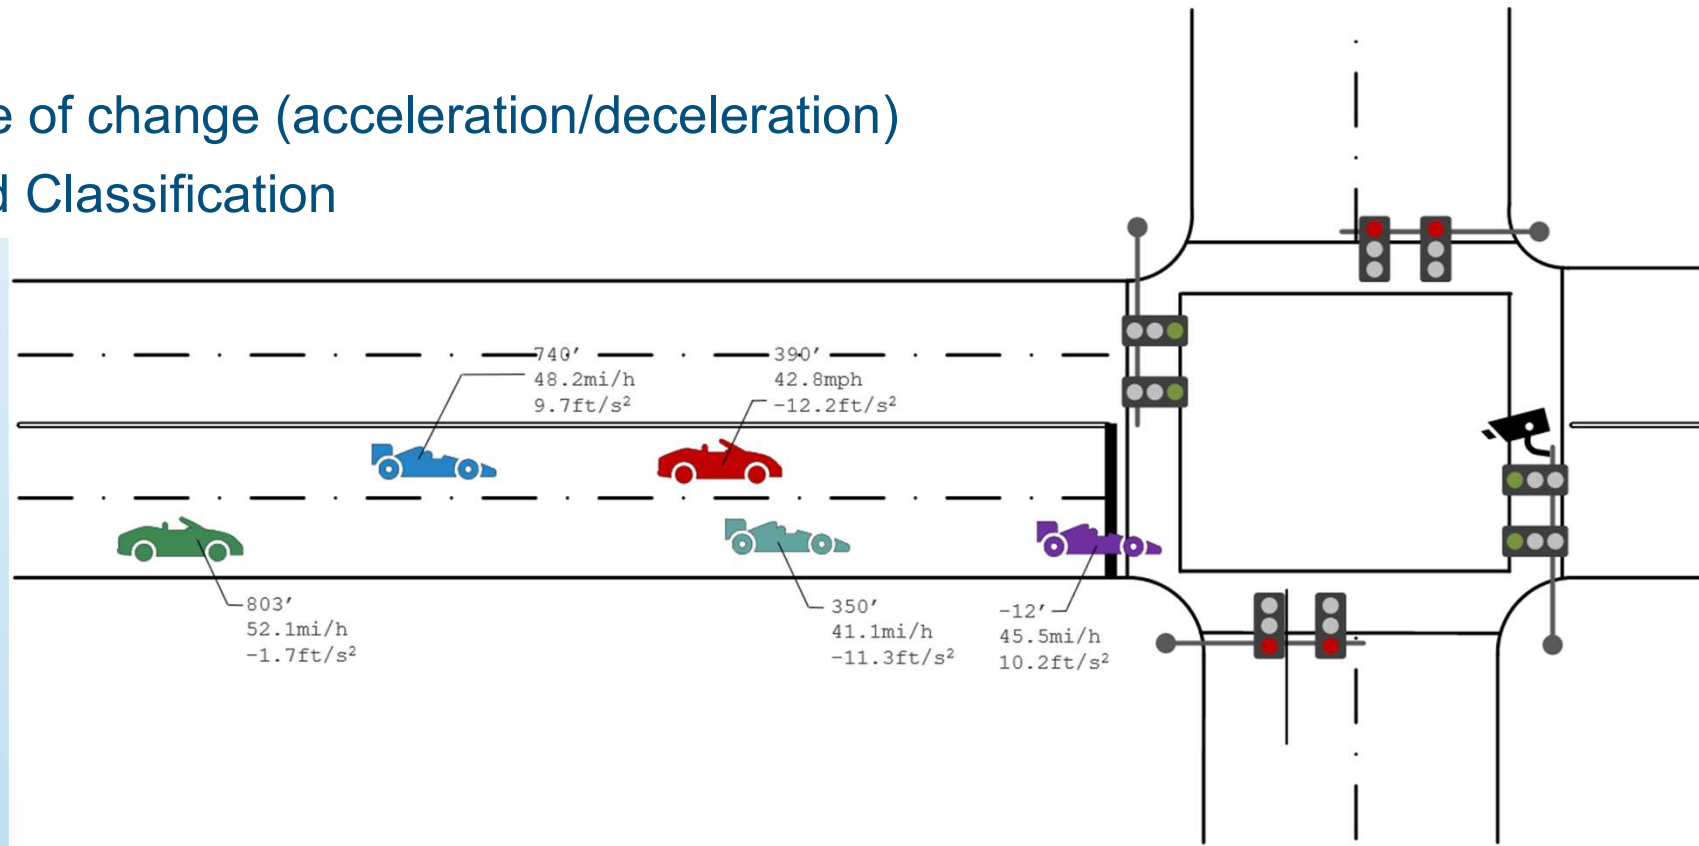 e of change (acceleration/deceleration)
d Classification
740′
48.2mi/h
9.7ft/s²
390′
42.8mph
-12.2ft/s²
803′
52.1mi/h
-1.7ft/s²
350′
41.1mi/h
-11.3ft/s²
-12′
45.5mi/h
10.2ft/s²